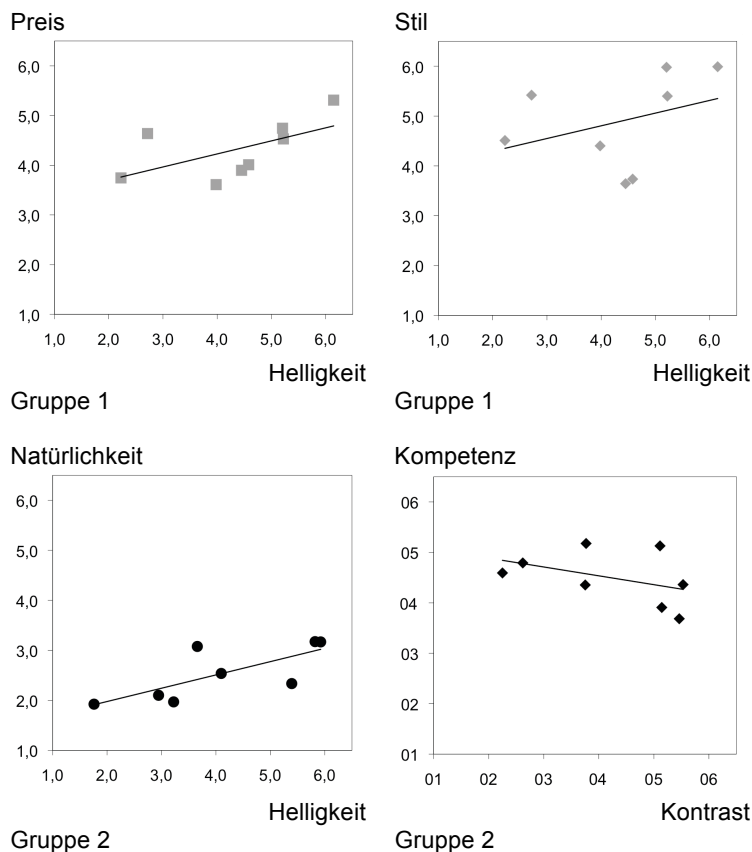 Preis
6,0
5,0
4,0
3,0
2,0
1,0
1,0 2,0 3,0 4,0 5,0 6,0
Helligkeit
Gruppe 1
Stil
6,0
5,0
4,0
3,0
2,0
1,0
1,0 2,0 3,0 4,0 5,0 6,0
Helligkeit
Gruppe 1
Natürlichkeit
6,0
5,0
4,0
3,0
2,0
1,0
1,0 2,0 3,0 4,0 5,0 6,0
Helligkeit
Gruppe 2
Kompetenz
06
05
04
03
02
01
01 02 03 04 05 06
Kontrast
Gruppe 2